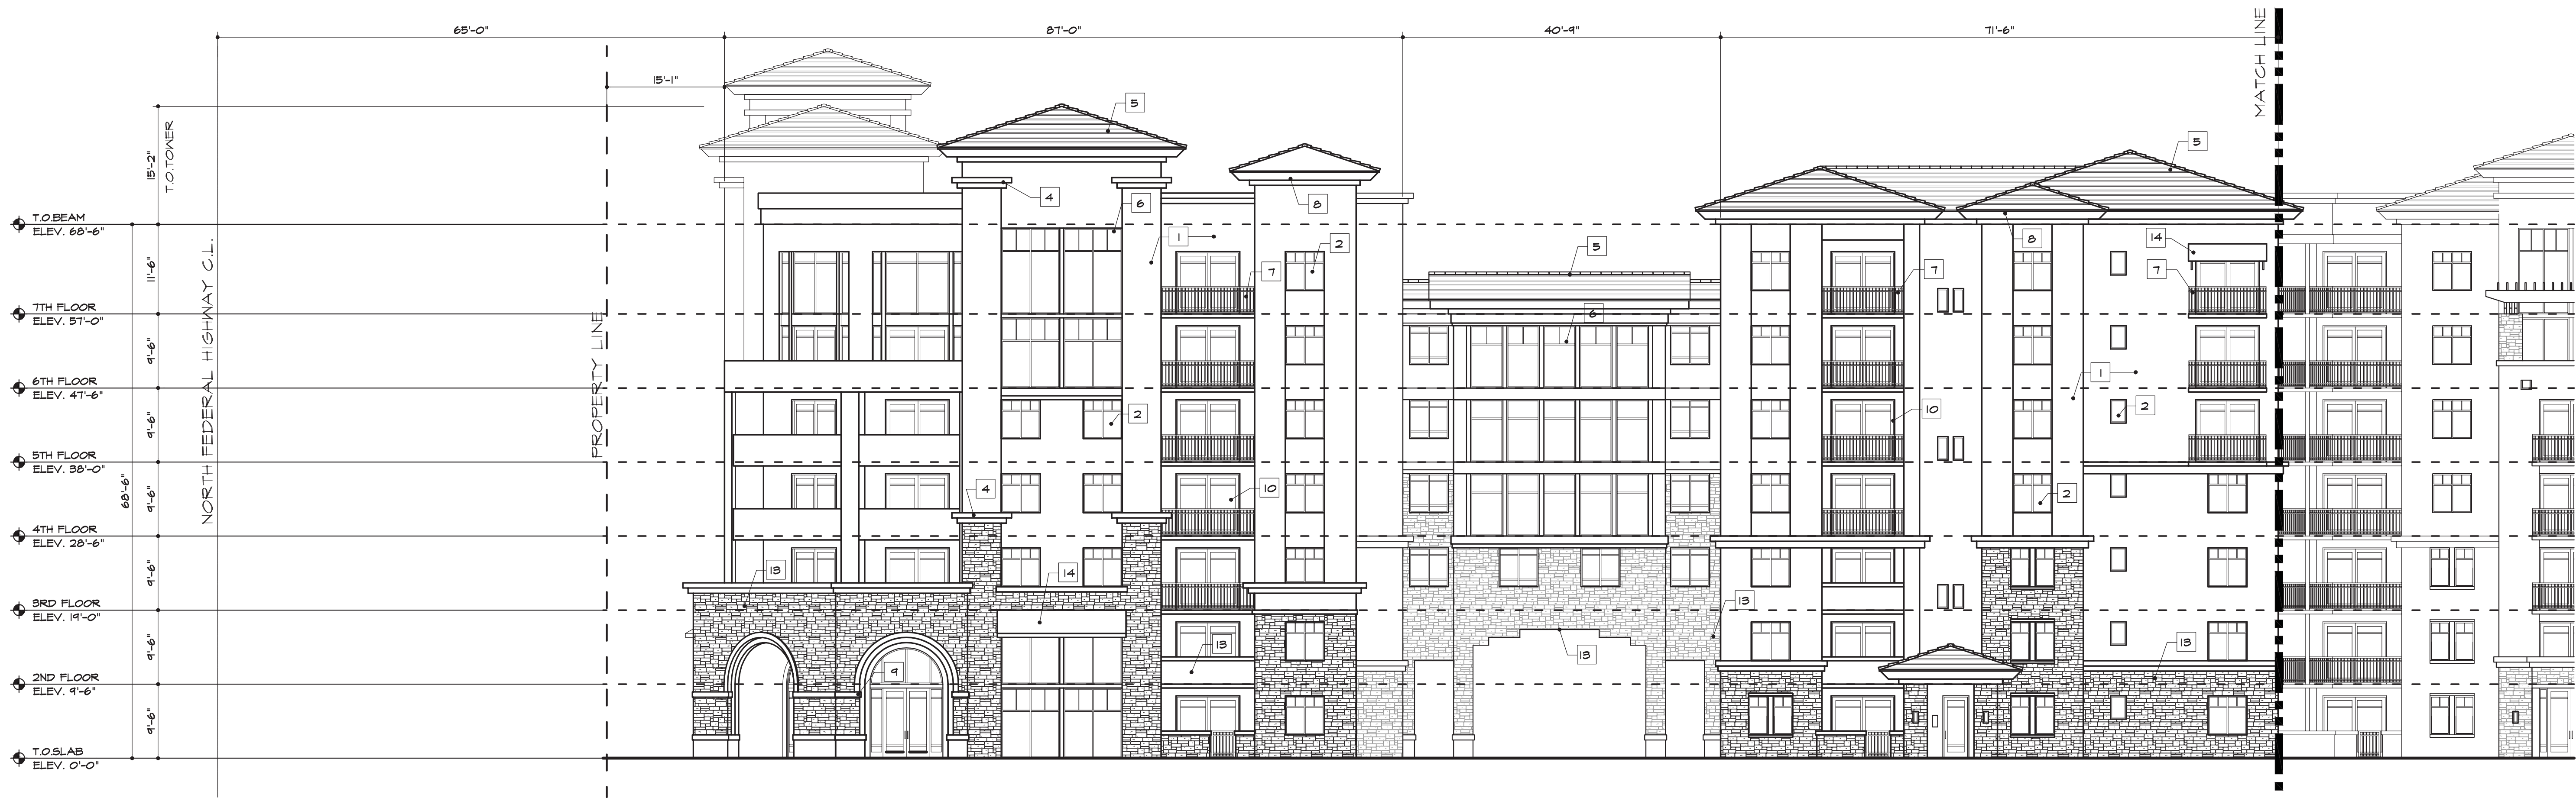 65'-0"
87'-0"
40'-9"
71'-6"
MATCH LINE
15'-1"
5
5
15'-2"
T.O.TOWER
4
8
6
1
2
8
14
5
7
7
7
T.O.BEAM
ELEV. 68'-6"
11'-6"
NORTH FEDERAL HIGHWAY C.L.
PROPERTY LINE
7TH FLOOR
ELEV. 57'-0"
6
9'-6"
1
6TH FLOOR
ELEV. 47'-6"
2
10
2
9'-6"
5TH FLOOR
ELEV. 38'-0"
68'-6"
9'-6"
4
10
2
4TH FLOOR
ELEV. 28'-6"
9'-6"
13
14
13
3RD FLOOR
ELEV. 19'-0"
9'-6"
13
13
13
9
2ND FLOOR
ELEV. 9'-6"
9'-6"
T.O.SLAB
ELEV. 0'-0"